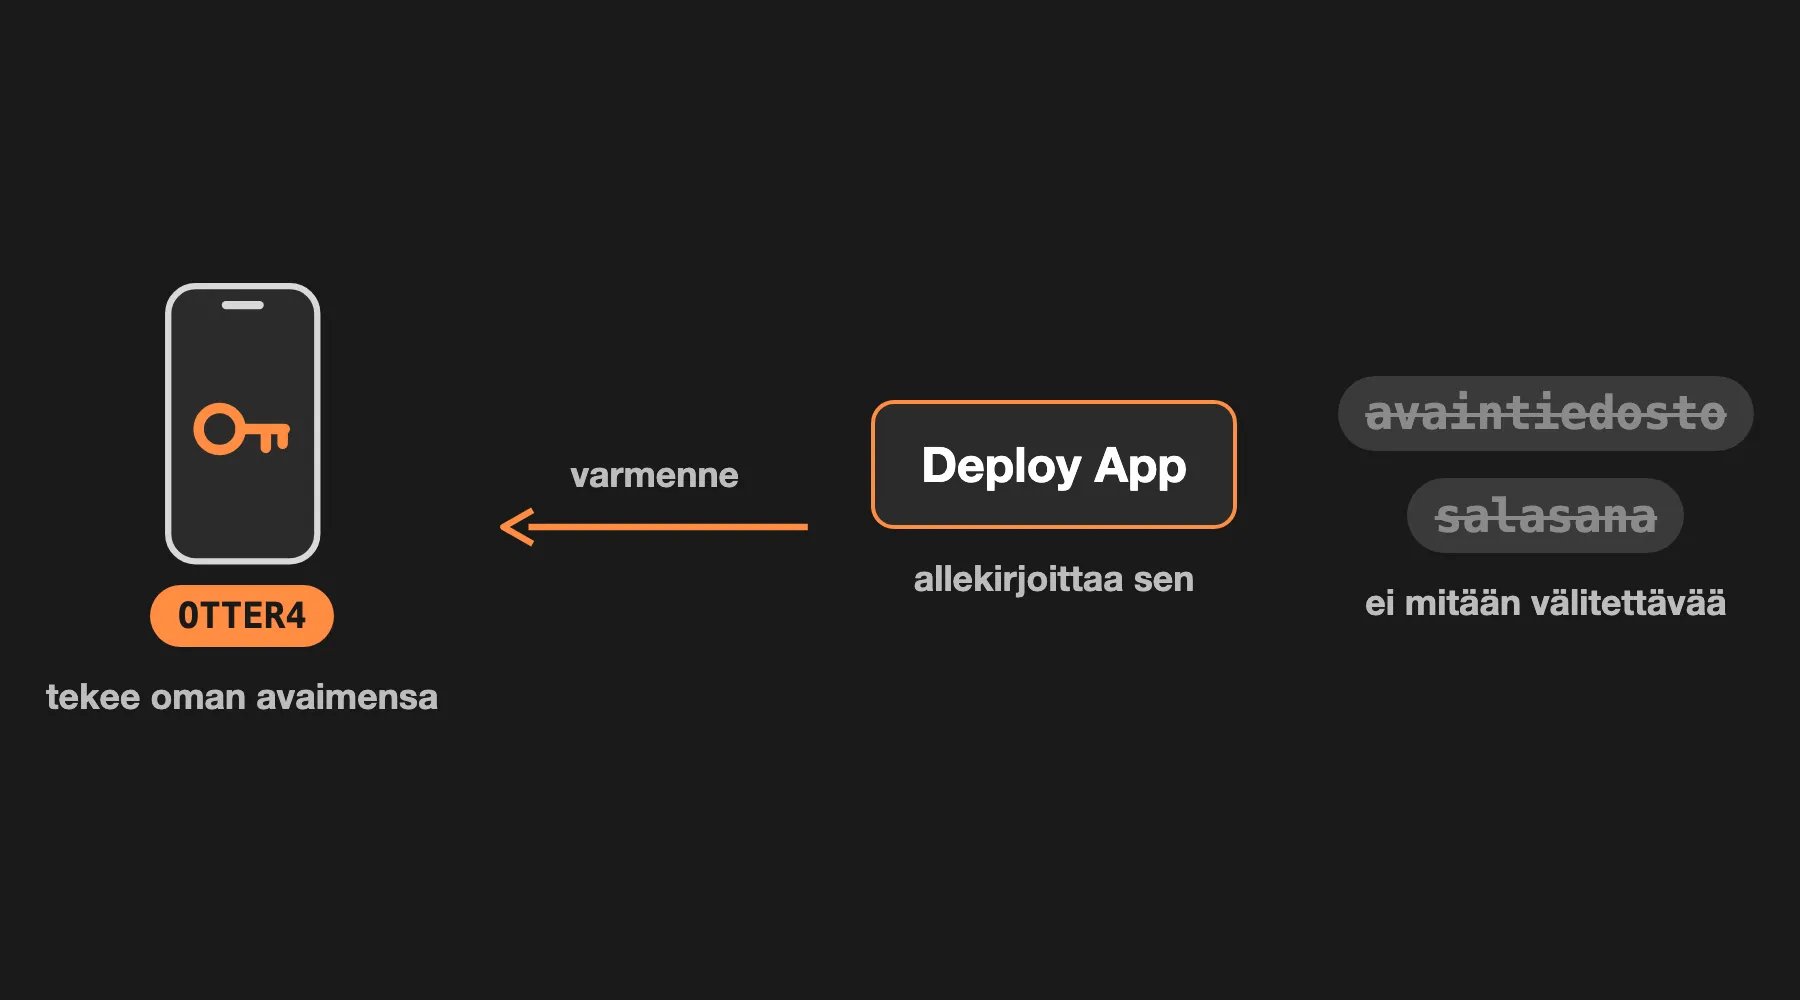 OTTER4
tekee oman avaimensa
varmenne
Deploy App
allekirjoittaa sen
avaintiedosto
salasana
ei mitään välitettävää